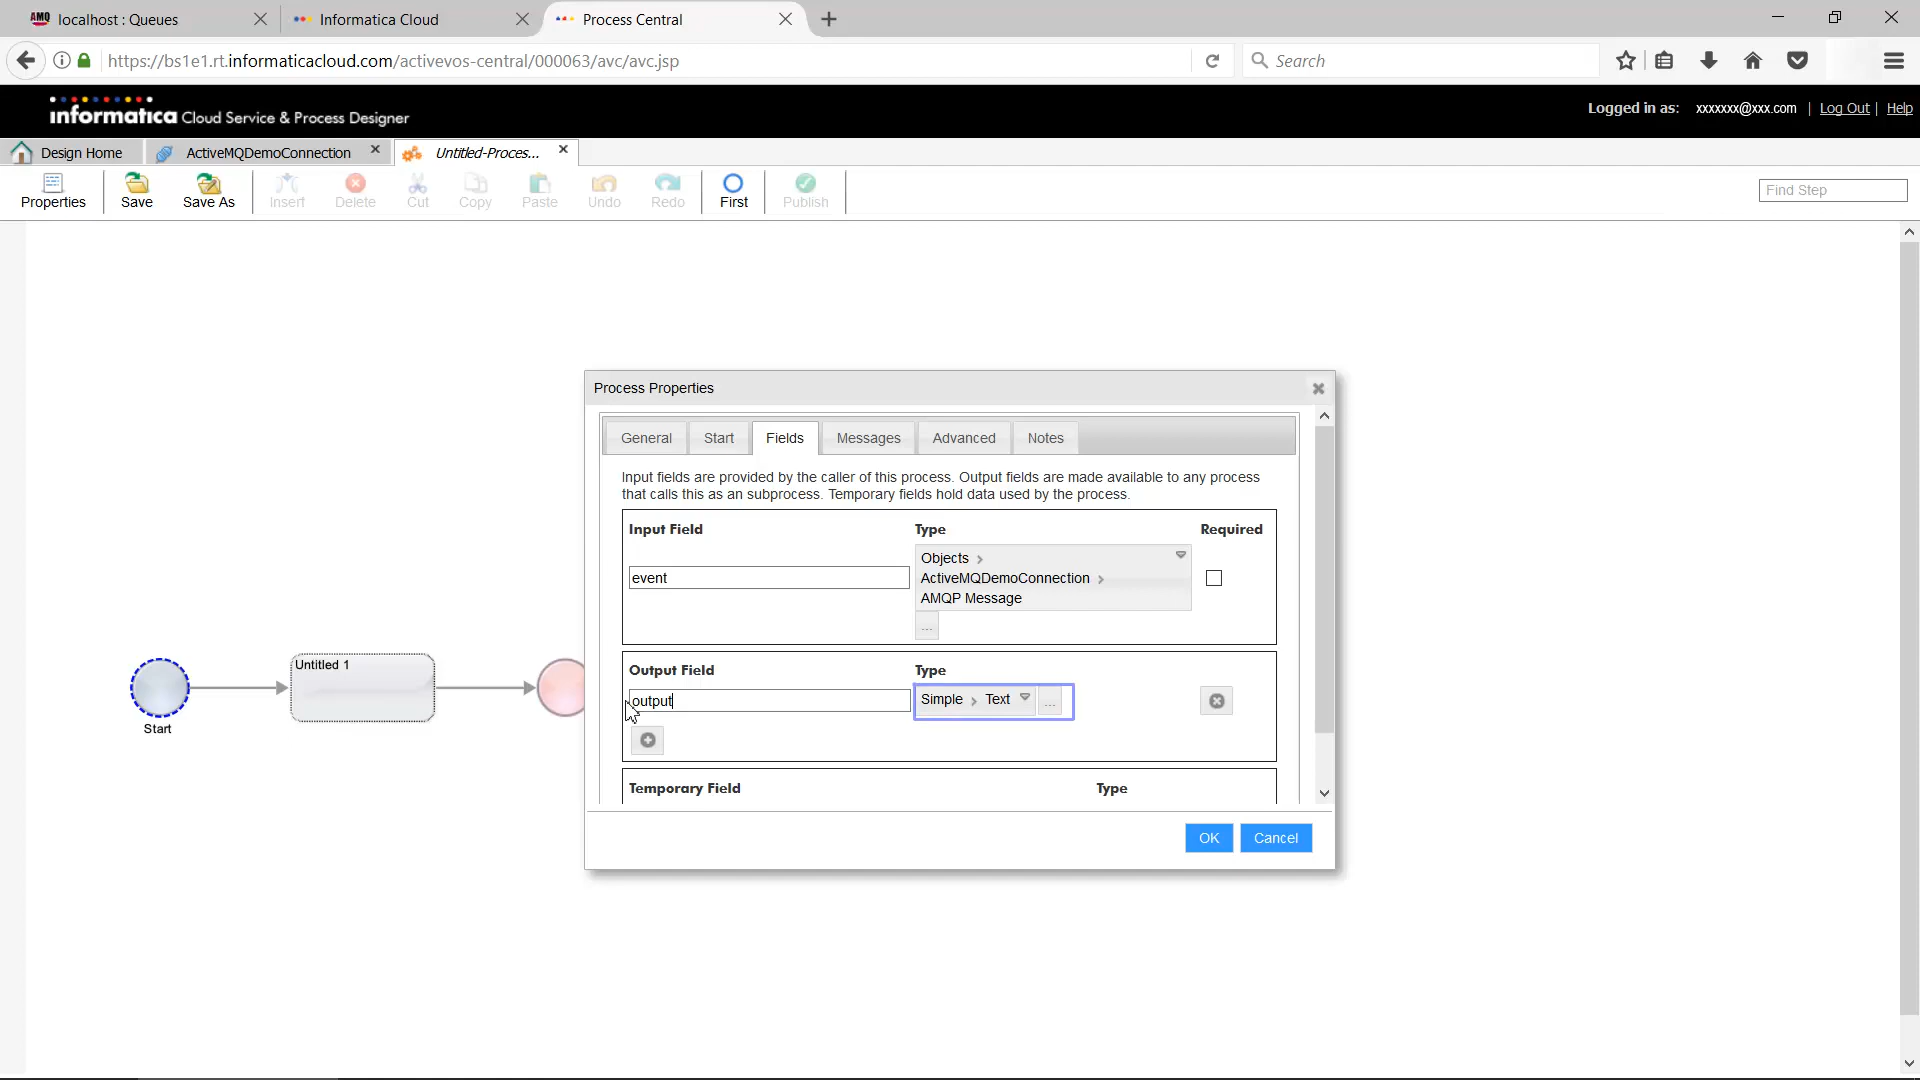 AMQ localhost : Queues
Informatica Cloud
Process Central
https://bs1e1.rt.informaticacloud.com/activevos-central/000063/avc/avc.jsp
Search
informatica Cloud Service & Process Designer
Logged in as: xxxxxxx@xxx.com | Log Out | Help
Design Home
ActiveMQDemoConnection
Untitled-Proces...
Properties
Save
Save As
Insert
Delete
Cut
Copy
Paste
Undo
Redo
First
Publish
Find Step
Process Properties
General
Start
Fields
Messages
Advanced
Notes
Input fields are provided by the caller of this process. Output fields are made available to any process
that calls this as an subprocess. Temporary fields hold data used by the process.
Input Field Type Required
Objects >
event
ActiveMQDemoConnection >
AMQP Message
...
Untitled 1
Start
Output Field Type
output Simple > Text ...
Temporary Field Type
OK Cancel